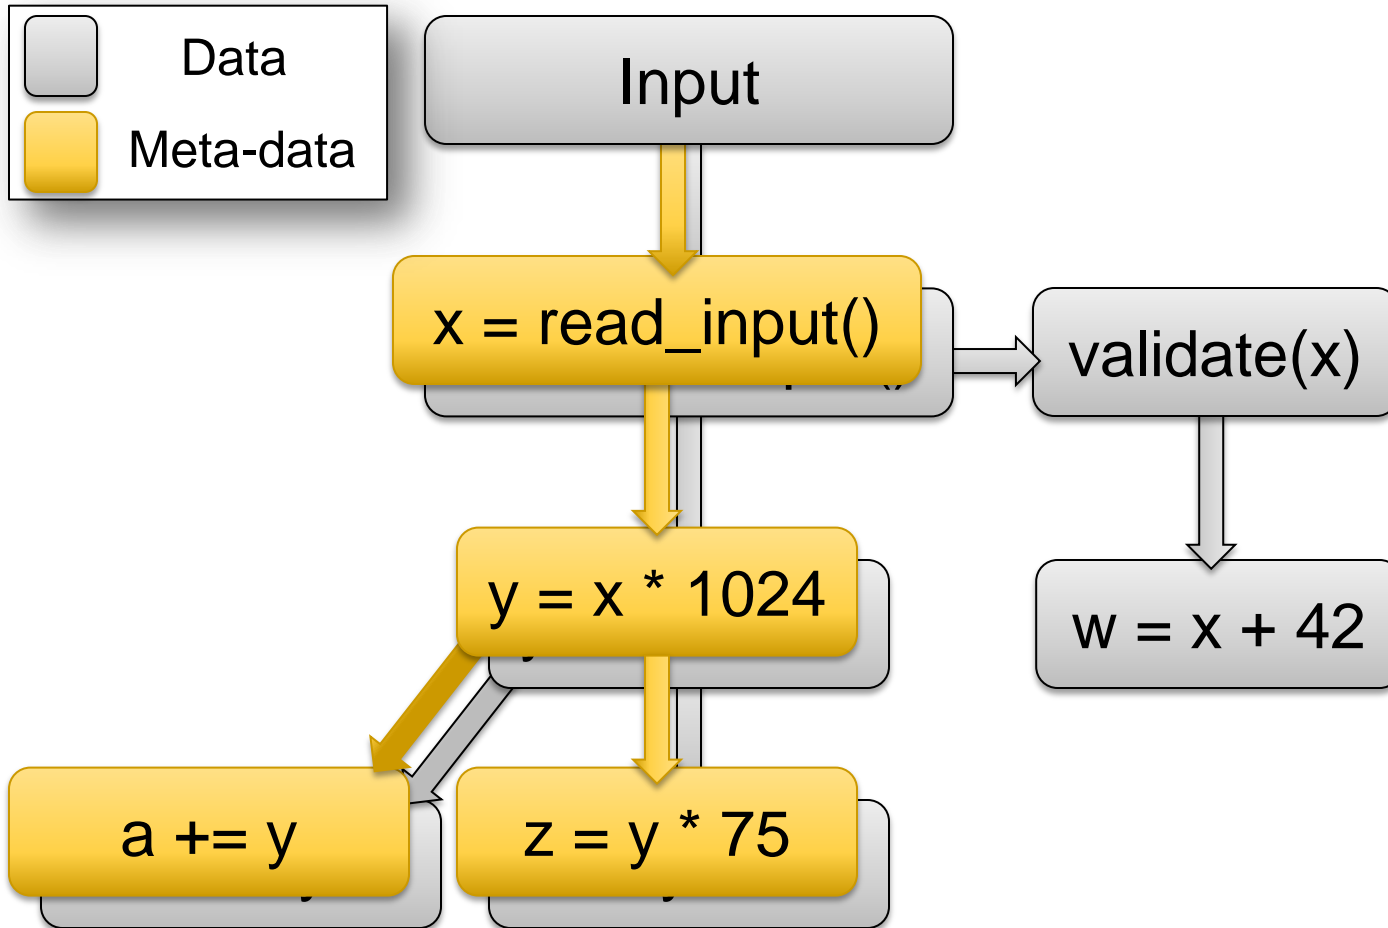 Data
Meta-data
Input
x = read_input()
validate(x)
y = x * 1024
w = x + 42
a += y
z = y * 75